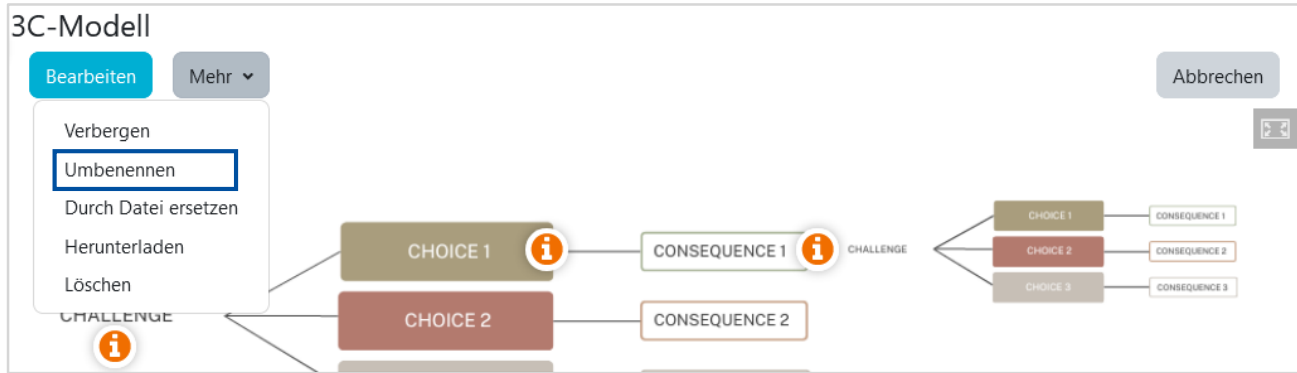 3C-Modell
Bearbeiten Mehr Abbrechen
Verbergen
Umbenennen
Durch Datei ersetzen
Herunterladen
Löschen
CHALLENGE
CHOICE 1 CONSEQUENCE 1
CHOICE 2 CONSEQUENCE 2
CHALLENGE
CHOICE 1 CONSEQUENCE 1
CHOICE 2 CONSEQUENCE 2
CHOICE 3 CONSEQUENCE 3